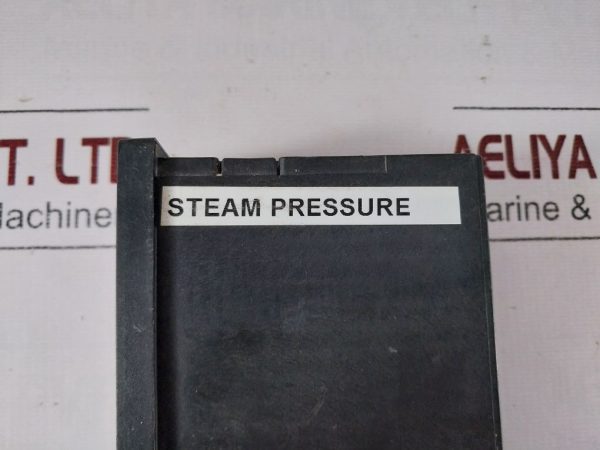 T. LTD
AELIYA
Machine
arine &
STEAM PRESSURE